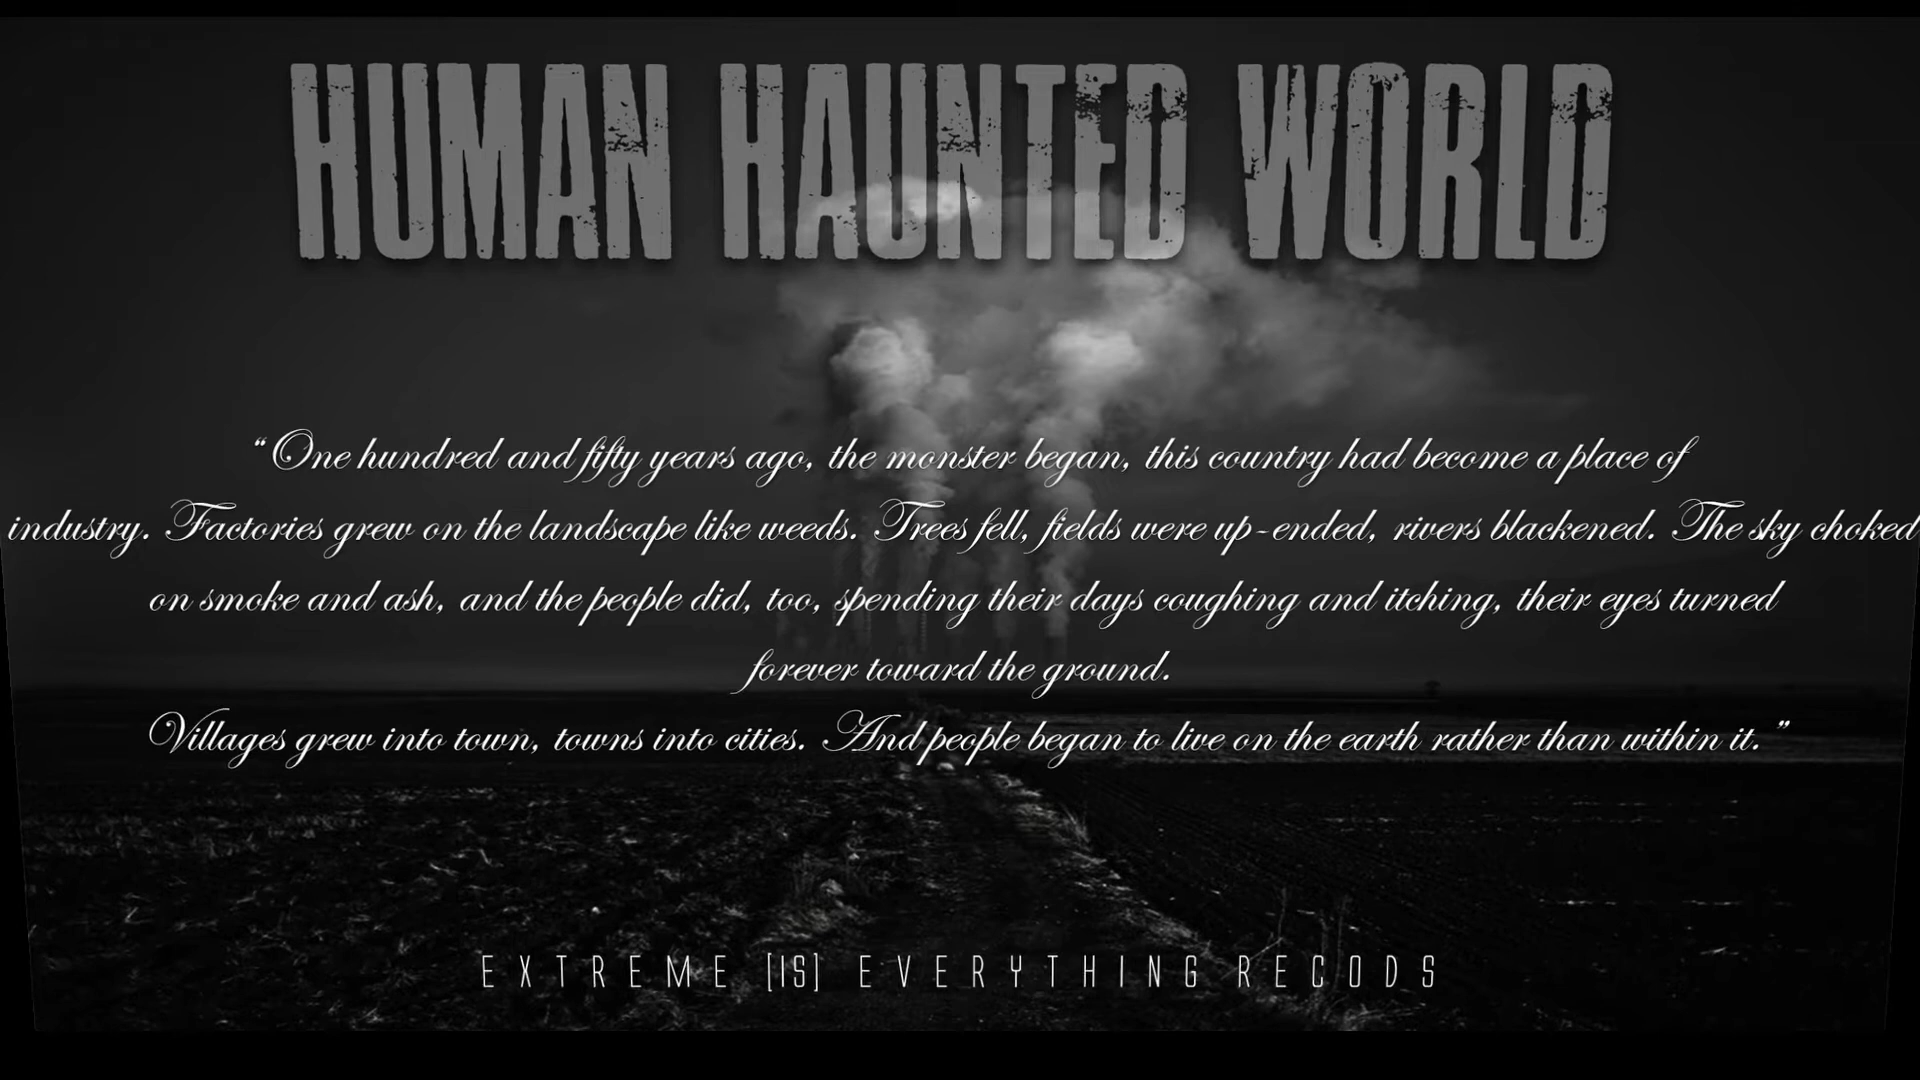 HUMAN HAUNTED WORLD
“One hundred and fifty years ago, the monster began, this country had become a place of
industry. Factories grew on the landscape like weeds. Trees fell, fields were up-ended, rivers blackened. The sky choked
on smoke and ash, and the people did, too, spending their days coughing and itching, their eyes turned
forever toward the ground.
Villages grew into town, towns into cities. And people began to live on the earth rather than within it.”
EXTREME [IS] EVERYTHING RECODS